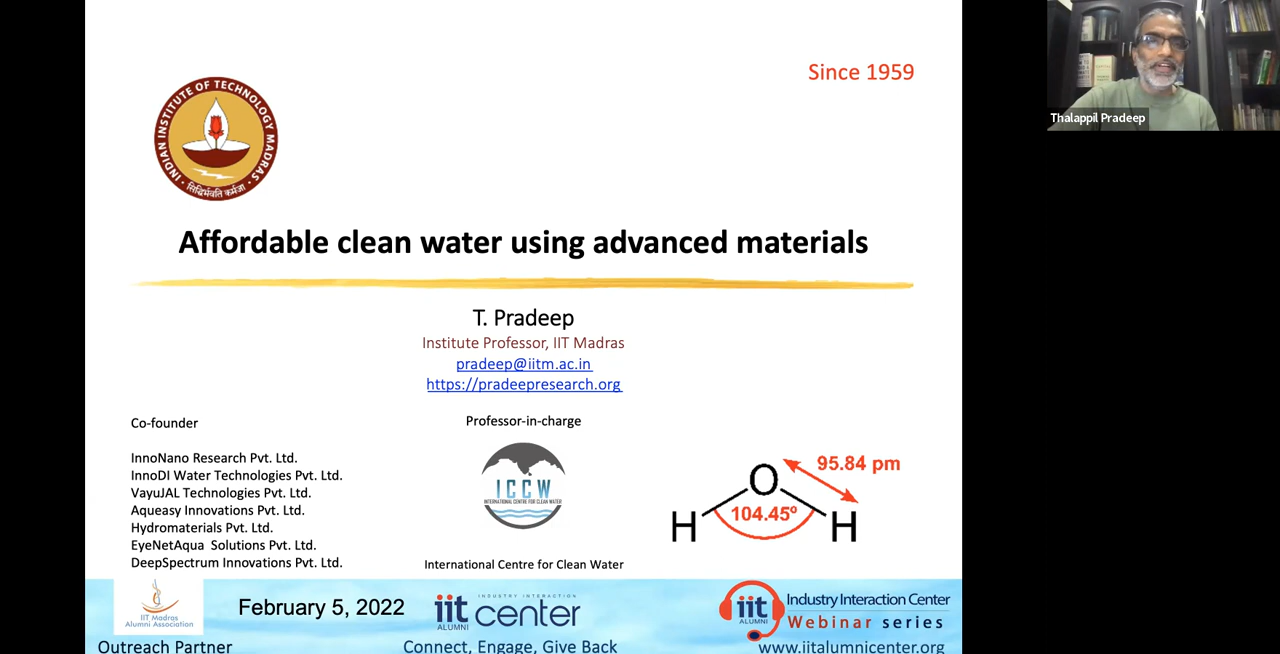 Since 1959
INDIAN INSTITUTE OF TECHNOLOGY MADRAS
सिद्धिर्भवति कर्मजा
Thalappil Pradeep
Affordable clean water using advanced materials
T. Pradeep
Institute Professor, IIT Madras
pradeep@iitm.ac.in
https://pradeepresearch.org
Co-founder
InnoNano Research Pvt. Ltd.
InnoDI Water Technologies Pvt. Ltd.
VayuJAL Technologies Pvt. Ltd.
Aqueasy Innovations Pvt. Ltd.
Hydromaterials Pvt. Ltd.
EyeNetAqua Solutions Pvt. Ltd.
DeepSpectrum Innovations Pvt. Ltd.
Professor-in-charge
ICCW
INTERNATIONAL CENTRE FOR CLEAN WATER
International Centre for Clean Water
95.84 pm
O
104.45º
H H
IIT Madras
Alumni Association
Outreach Partner
February 5, 2022
INDUSTRY INTERACTION
iit center
ALUMNI
Connect, Engage, Give Back
iit
ALUMNI
Industry Interaction Center
Webinar series
www.iitalumnicenter.org